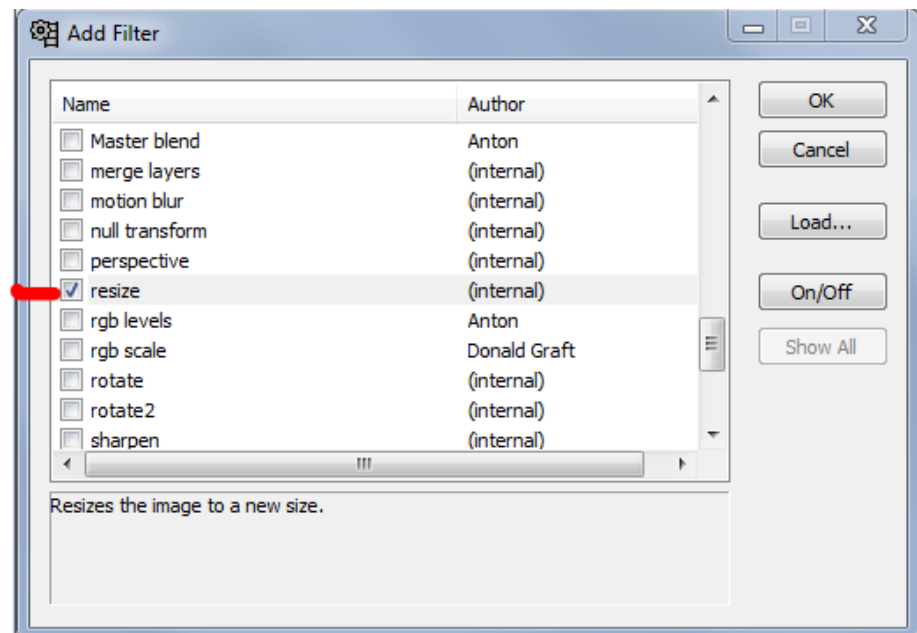 Add Filter
Name Author
Master blend Anton
merge layers (internal)
motion blur (internal)
null transform (internal)
perspective (internal)
resize (internal)
rgb levels Anton
rgb scale Donald Graft
rotate (internal)
rotate2 (internal)
sharpen (internal)
OK
Cancel
Load...
On/Off
Show All
Resizes the image to a new size.